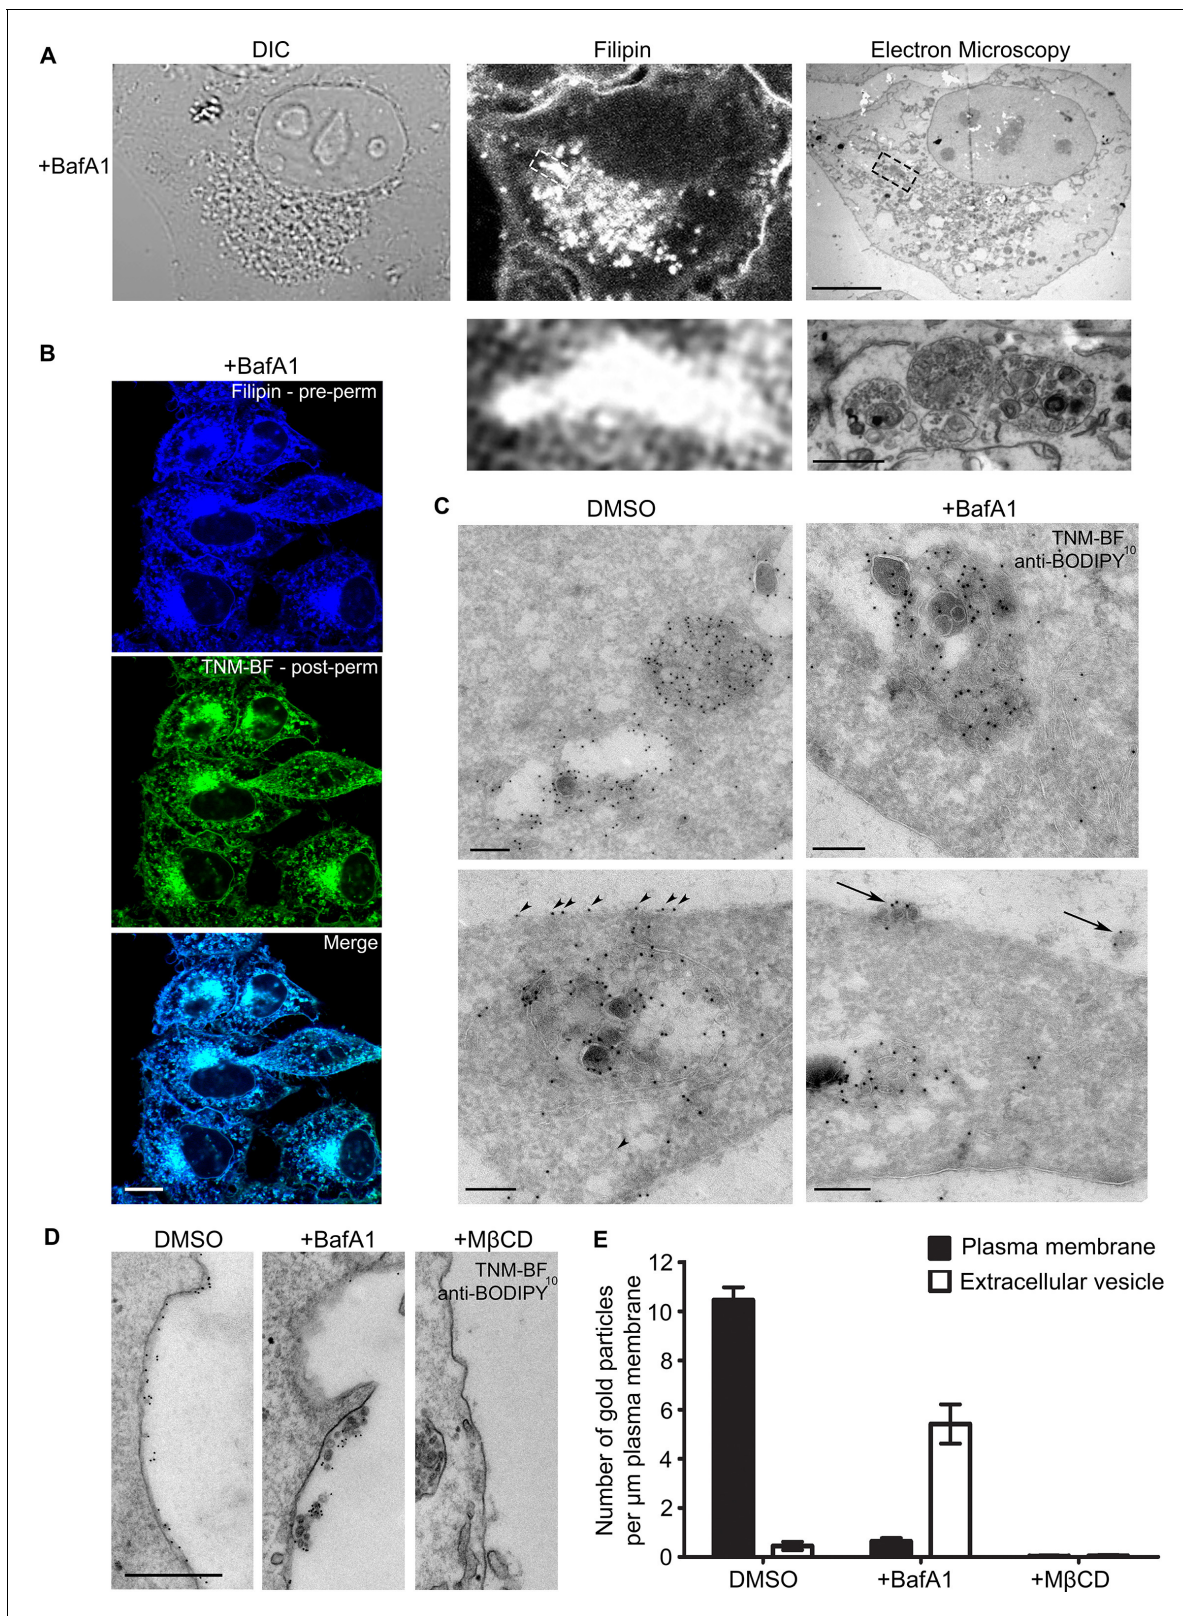 A
DIC
Filipin
Electron Microscopy
+BafA1
B
+BafA1
Filipin - pre-perm
TNM-BF - post-perm
Merge
C
DMSO
+BafA1
TNM-BF
anti-BODIPY10
D
DMSO
+BafA1
+MβCD
TNM-BF
anti-BODIPY10
E
Plasma membrane
Extracellular vesicle
Number of gold particles
per µm plasma membrane
12
10
8
6
4
2
0
DMSO
+BafA1
+MβCD